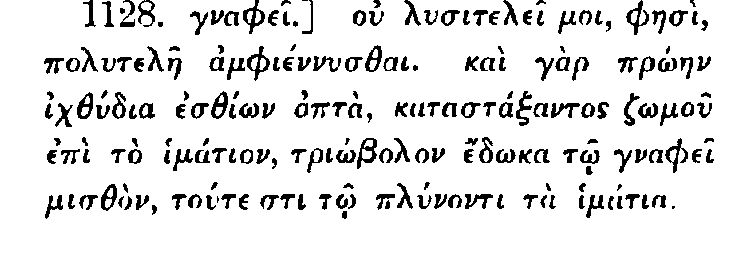 1128. γναφεῖ.] οὐ λυσιτελεῖ μοι, φησὶ,
πολυτελῆ ἀμφιέννυσθαι. καὶ γὰρ πρώην
ἰχθύδια ἐσθίων ὀπτὰ, καταστάξαντος ζωμοῦ
ἐπὶ τὸ ἱμάτιον, τριώβολον ἔδωκα τῷ γναφεῖ
μισθὸν, τούτε στι τῷ πλύνοντι τὰ ἱμάτια.